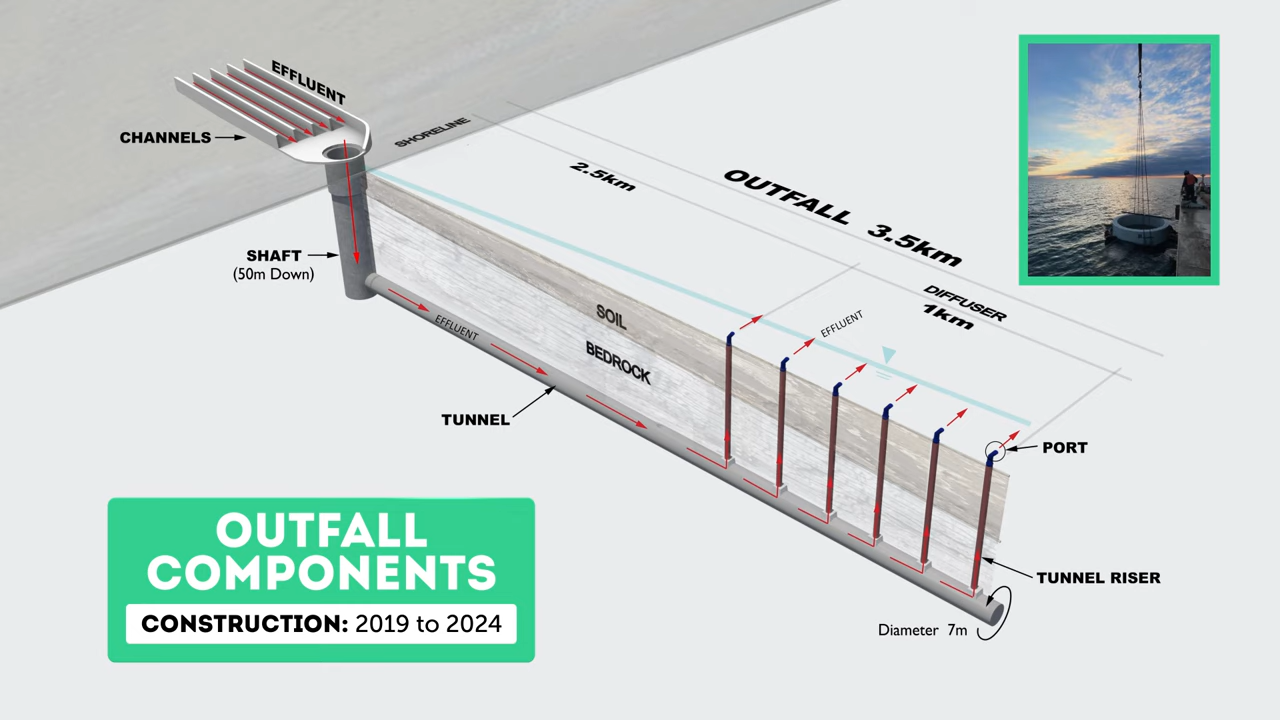 EFFLUENT
CHANNELS
SHORELINE
2.5km
OUTFALL 3.5km
DIFFUSER
1km
SHAFT
(50m Down)
EFFLUENT
SOIL
BEDROCK
EFFLUENT
TUNNEL
PORT
TUNNEL RISER
Diameter 7m
OUTFALL
COMPONENTS
CONSTRUCTION: 2019 to 2024